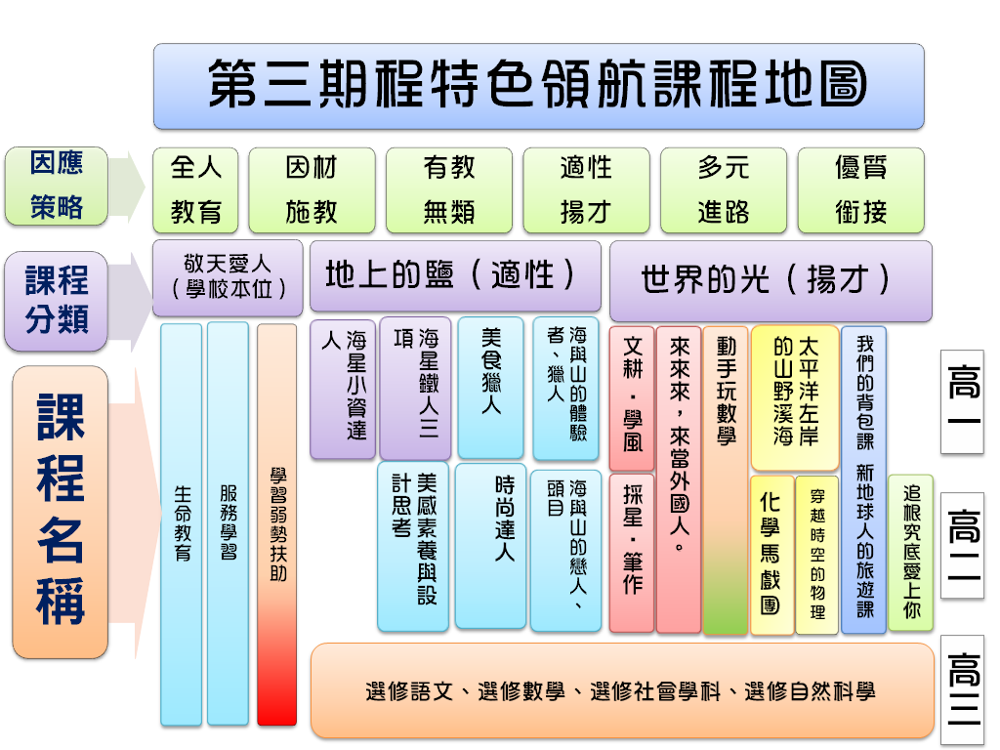 第三期程特色領航課程地圖
因應
策略
全人
教育
因材
施教
有教
無類
適性
揚才
多元
進路
優質
銜接
課程
分類
敬天愛人
（學校本位）
地上的鹽（適性）
世界的光（揚才）
課程名稱
生命教育
服務學習
學習弱勢扶助
海星小資達
人
海星鐵人三
項
美食獵人
海與山的體驗
者、獵人
文耕．學風
來來來，來當外國人。
動手玩數學
太平洋左岸
的山野溪海
我們的背包課 新地球人的旅遊課
高一
美感素養與設
計思考
時尚達人
海與山的戀人、
頭目
採星．筆作
化學馬戲團
穿越時空的物理
追根究底愛上你
高二
選修語文、選修數學、選修社會學科、選修自然科學
高三